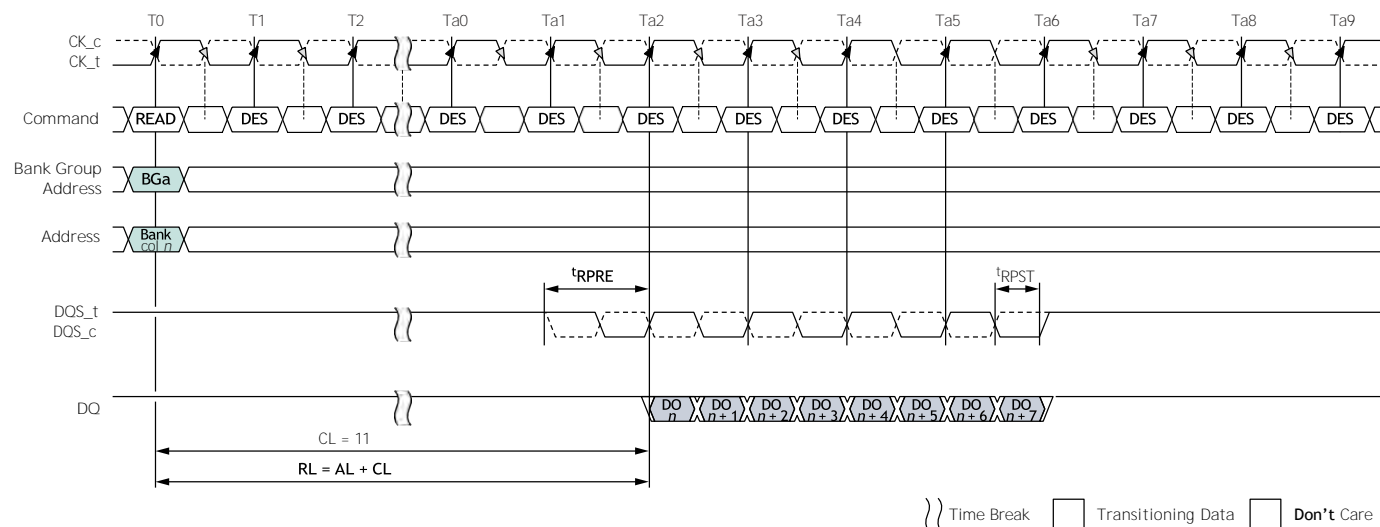 T0 T1 T2 Ta0 Ta1 Ta2 Ta3 Ta4 Ta5 Ta6 Ta7 Ta8 Ta9
CK_c
CK_t
Command READ DES DES DES DES DES DES DES DES DES DES DES DES
Bank Group
Address
BGa
Address
Bank
col n
tRPRE
tRPST
DQS_t
DQS_c
DQ
DO DO DO DO DO DO DO DO
n n + 1 n + 2 n + 3 n + 4 n + 5 n + 6 n + 7
CL = 11
RL = AL + CL
Time Break Transitioning Data Don't Care